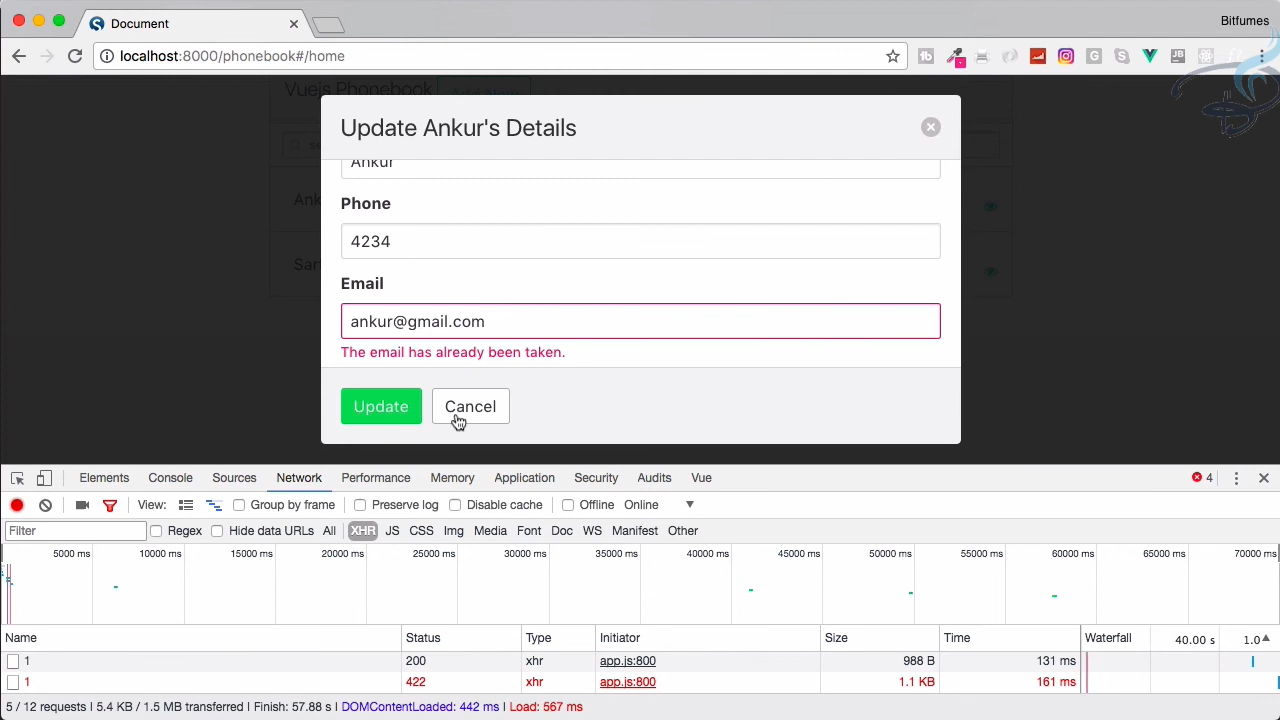 Document
Bitfumes
localhost:8000/phonebook#/home
Vuejs Phonebook
Update Ankur's Details
Ankur
Phone
4234
Email
ankur@gmail.com
The email has already been taken.
Update Cancel
Elements Console Sources Network Performance Memory Application Security Audits Vue 4
View: Group by frame Preserve log Disable cache Offline Online
Filter Regex Hide data URLs All XHR JS CSS Img Media Font Doc WS Manifest Other
5000 ms 10000 ms 15000 ms 20000 ms 25000 ms 30000 ms 35000 ms 40000 ms 45000 ms 50000 ms 55000 ms 60000 ms 65000 ms 70000 ms
Name Status Type Initiator Size Time Waterfall 40.00 s 1.0
1 200 xhr app.js:800 988 B 131 ms
1 422 xhr app.js:800 1.1 KB 161 ms
5 / 12 requests | 5.4 KB / 1.5 MB transferred | Finish: 57.88 s | DOMContentLoaded: 442 ms | Load: 567 ms